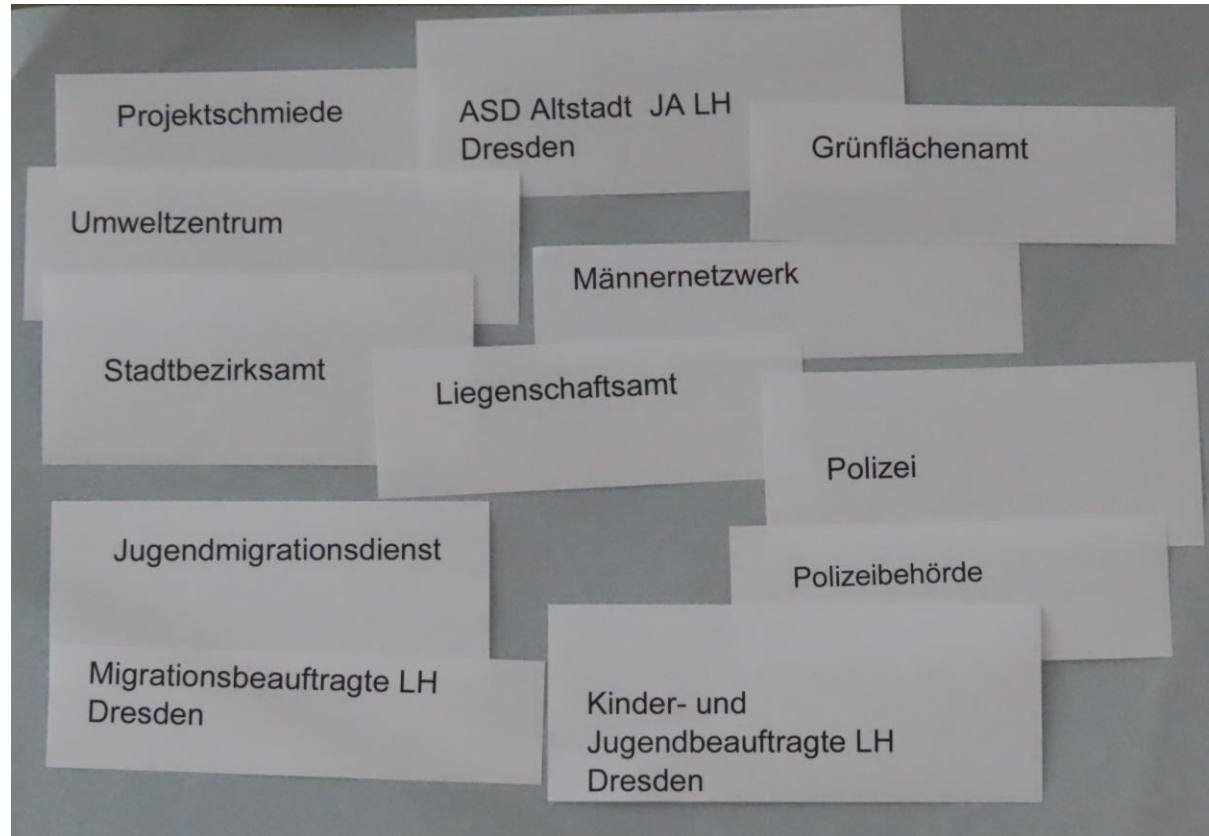 Projektschmiede
ASD Altstadt JA LH
Dresden
Grünflächenamt
Umweltzentrum
Männernetzwerk
Stadtbezirksamt
Liegenschaftsamt
Polizei
Jugendmigrationsdienst
Polizeibehörde
Migrationsbeauftragte LH
Dresden
Kinder- und
Jugendbeauftragte LH
Dresden